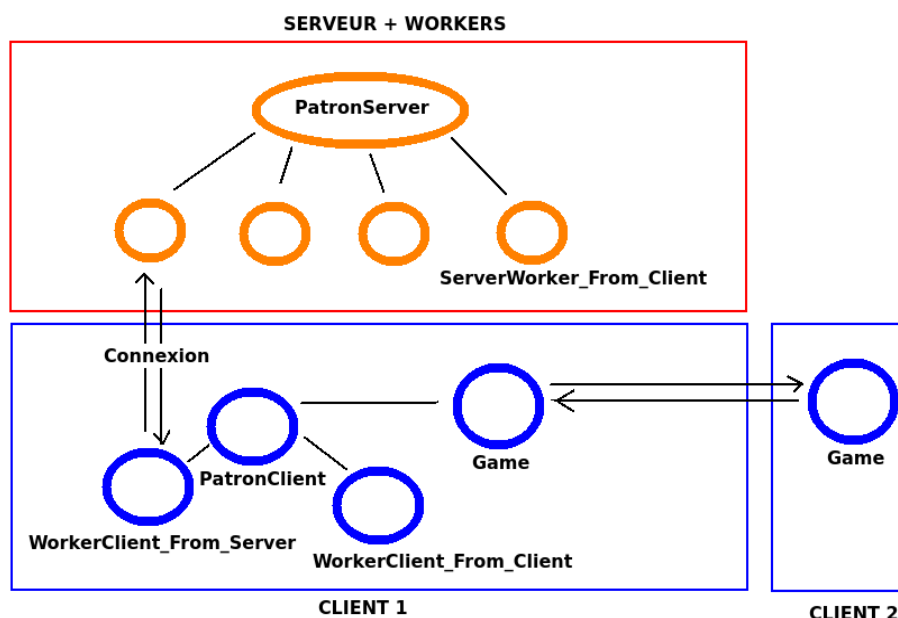 SERVEUR + WORKERS
PatronServer
ServerWorker_From_Client
Connexion
Game
Game
PatronClient
WorkerClient_From_Server
WorkerClient_From_Client
CLIENT 1
CLIENT 2